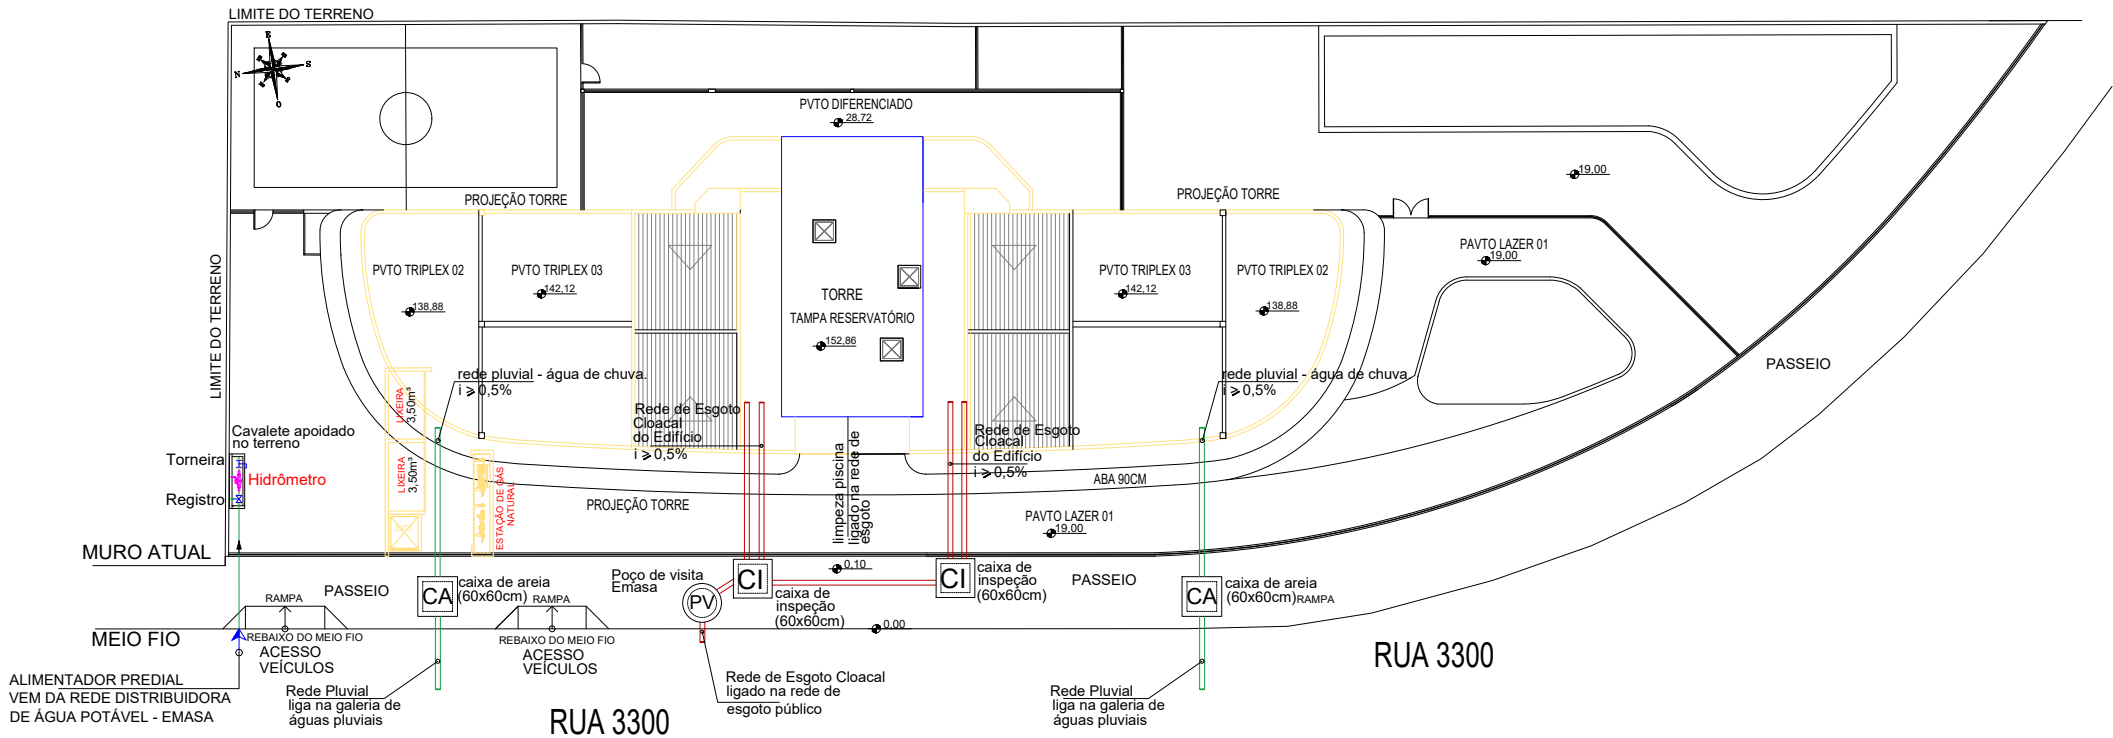 LIMITE DO TERRENO
E
N
S
O
PVTO DIFERENCIADO
28,72
19,00
PROJEÇÃO TORRE
PROJEÇÃO TORRE
LIMITE DO TERRENO
PVTO TRIPLEX 02
138,88
PVTO TRIPLEX 03
142,12
TORRE
TAMPA RESERVATÓRIO
152,86
PVTO TRIPLEX 03
142,12
PVTO TRIPLEX 02
138,88
PAVTO LAZER 01
19,00
PASSEIO
rede pluvial - água de chuva.
i ⩾ 0,5%
rede pluvial - água de chuva
i ⩾ 0,5%
LIXEIRA
3,50m³
LIXEIRA
3,50m³
Rede de Esgoto
Cloacal
do Edifício
i ⩾ 0,5%
limpeza piscina
ligado na rede de
esgoto
Rede de Esgoto
Cloacal
do Edifício
i ⩾ 0,5%
Cavalete apoidado
no terreno
Torneira
Hidrômetro
Registro
ESTAÇÃO DE GÁS
NATURAL
PROJEÇÃO TORRE
ABA 90CM
PAVTO LAZER 01
19,00
MURO ATUAL
0,10
PASSEIO
CA
caixa de areia
(60x60cm)
Poço de visita
Emasa
PV
CI
caixa de
inspeção
(60x60cm)
CI
caixa de
inspeção
(60x60cm)
PASSEIO
CA
caixa de areia
(60x60cm)
RAMPA
RAMPA
RAMPA
MEIO FIO
0,00
REBAIXO DO MEIO FIO
ACESSO
VEÍCULOS
REBAIXO DO MEIO FIO
ACESSO
VEÍCULOS
RUA 3300
ALIMENTADOR PREDIAL
VEM DA REDE DISTRIBUIDORA
DE ÁGUA POTÁVEL - EMASA
Rede Pluvial
liga na galeria de
águas pluviais
RUA 3300
Rede de Esgoto Cloacal
ligado na rede de
esgoto público
Rede Pluvial
liga na galeria de
águas pluviais